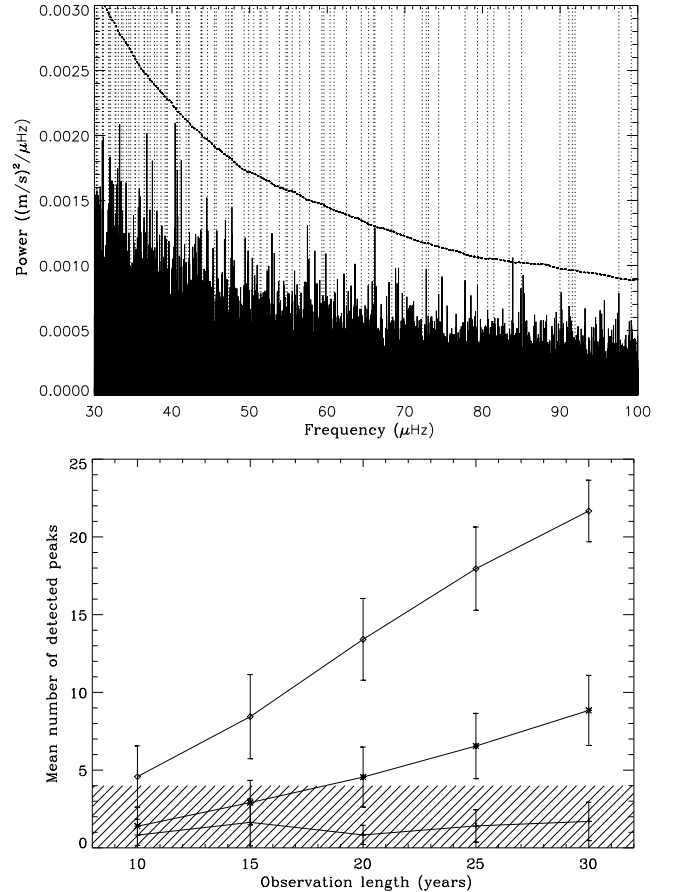 0.0030
0.0025
0.0020
0.0015
0.0010
0.0005
0.0000
Power ((m/s)²/μHz)
30 40 50 60 70 80 90 100
Frequency (μHz)
25
20
15
10
5
0
Mean number of detected peaks
10 15 20 25 30
Observation length (years)